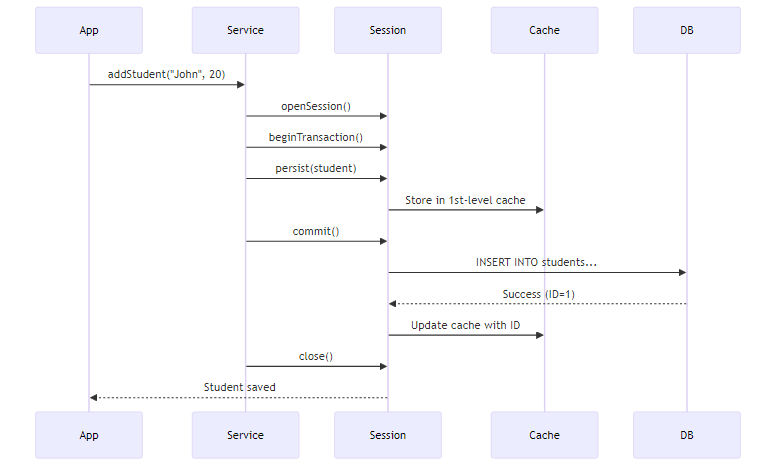 App
Service
Session
Cache
DB
addStudent("John", 20)
openSession()
beginTransaction()
persist(student)
Store in 1st-level cache
commit()
INSERT INTO students...
Success (ID=1)
Update cache with ID
close()
Student saved
App
Service
Session
Cache
DB